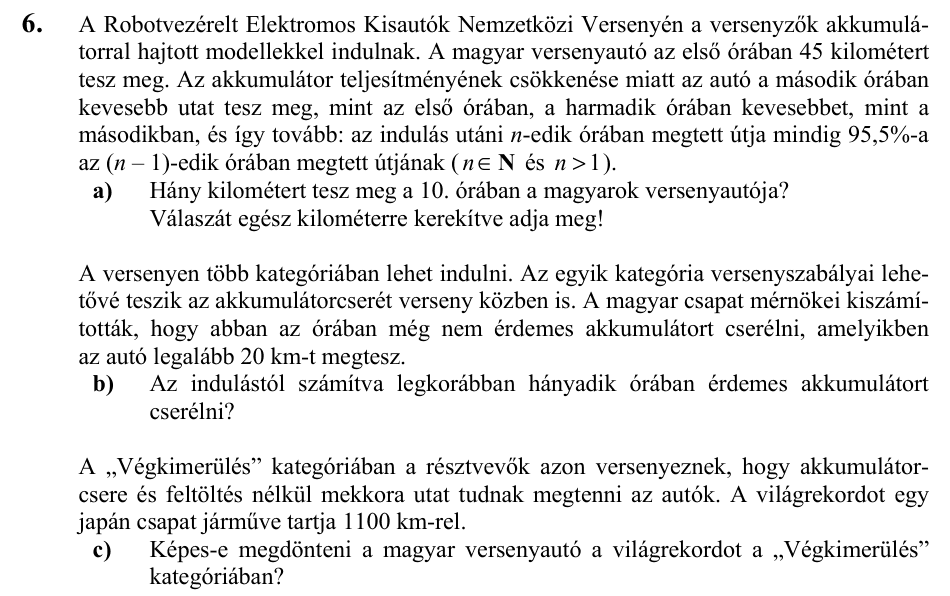 6. A Robotvezérelt Elektromos Kisautók Nemzetközi Versenyén a versenyzők akkumulá-
torral hajtott modellekkel indulnak. A magyar versenyautó az első órában 45 kilométert
tesz meg. Az akkumulátor teljesítményének csökkenése miatt az autó a második órában
kevesebb utat tesz meg, mint az első órában, a harmadik órában kevesebbet, mint a
másodikban, és így tovább: az indulás utáni n-edik órában megtett útja mindig 95,5%-a
az (n – 1)-edik órában megtett útjának (n∈ N és n > 1).
a) Hány kilométert tesz meg a 10. órában a magyarok versenyautója?
Válaszát egész kilométerre kerekítve adja meg!
A versenyen több kategóriában lehet indulni. Az egyik kategória versenyszabályai lehe-
tővé teszik az akkumulátorcserét verseny közben is. A magyar csapat mérnökei kiszámí-
tották, hogy abban az órában még nem érdemes akkumulátort cserélni, amelyikben
az autó legalább 20 km-t megtesz.
b) Az indulástól számítva legkorábban hányadik órában érdemes akkumulátort
cserélni?
A „Végkimerülés” kategóriában a résztvevők azon versenyeznek, hogy akkumulátor-
csere és feltöltés nélkül mekkora utat tudnak megtenni az autók. A világrekordot egy
japán csapat járműve tartja 1100 km-rel.
c) Képes-e megdönteni a magyar versenyautó a világrekordot a „Végkimerülés”
kategóriában?